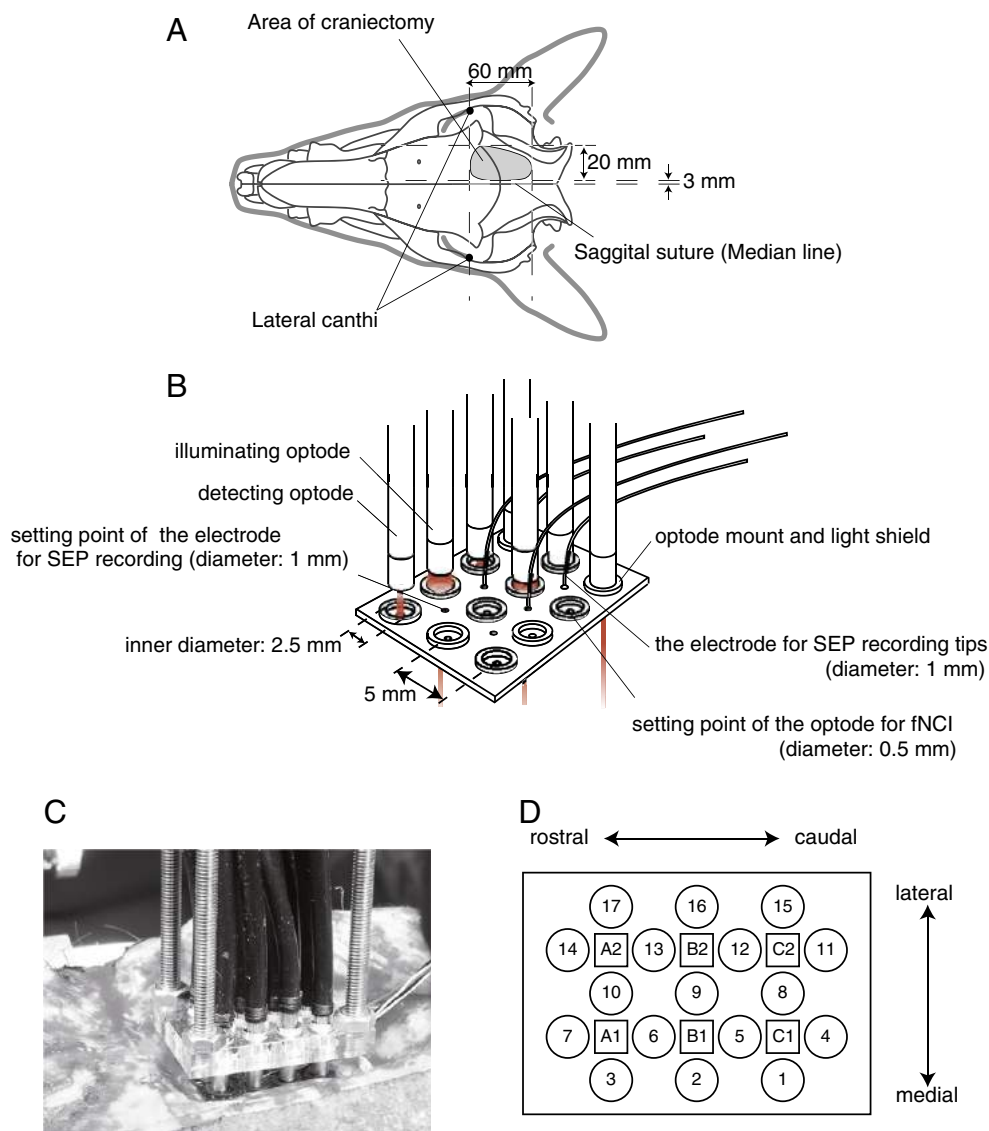 A
Area of craniectomy
60 mm
20 mm
3 mm
Saggital suture (Median line)
Lateral canthi
B
illuminating optode
detecting optode
setting point of the electrode
for SEP recording (diameter: 1 mm)
optode mount and light shield
inner diameter: 2.5 mm
the electrode for SEP recording tips
(diameter: 1 mm)
5 mm
setting point of the optode for fNCI
(diameter: 0.5 mm)
C
D
rostral
caudal
lateral
17 16 15
14 A2 13 B2 12 C2 11
10 9 8
7 A1 6 B1 5 C1 4
3 2 1
medial